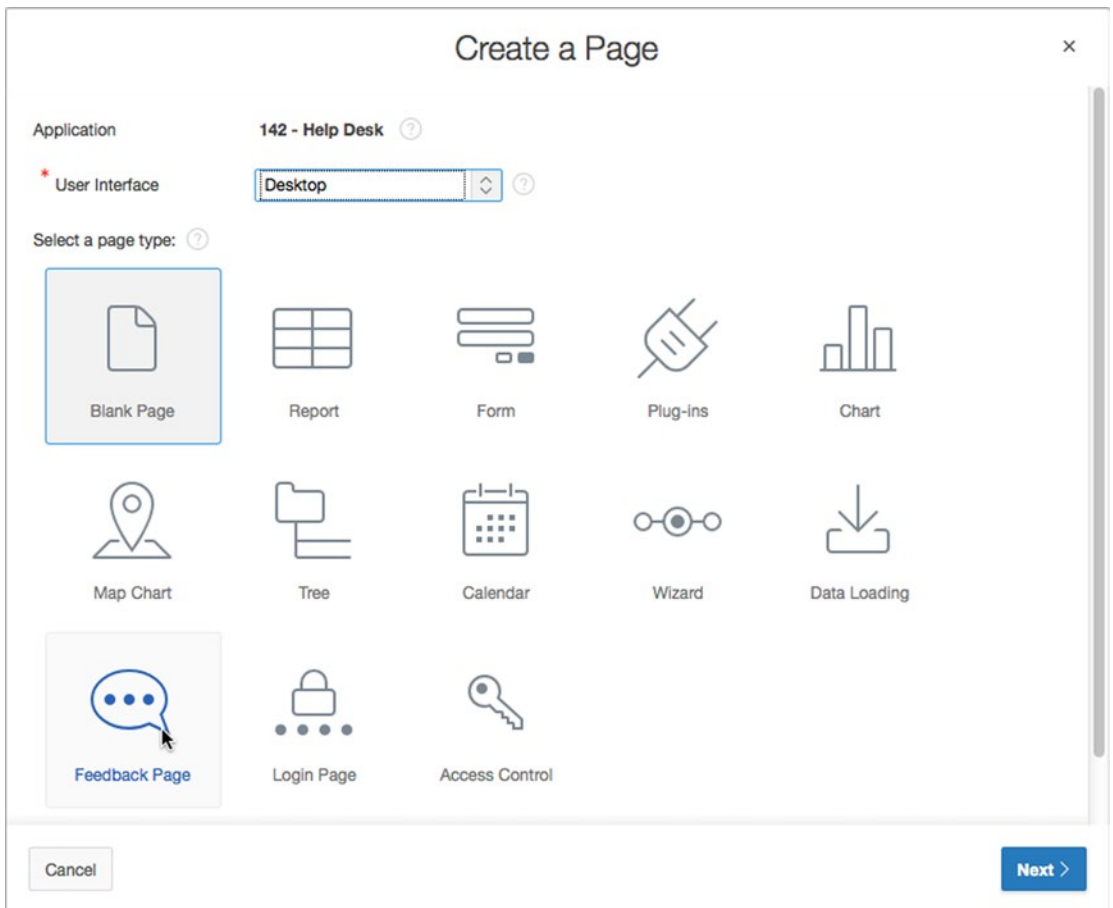 Create a Page
×
Application 142 - Help Desk ?
* User Interface Desktop ?
Select a page type: ?
Blank Page Report Form Plug-ins Chart
Map Chart Tree Calendar Wizard Data Loading
Feedback Page Login Page Access Control
Cancel Next >